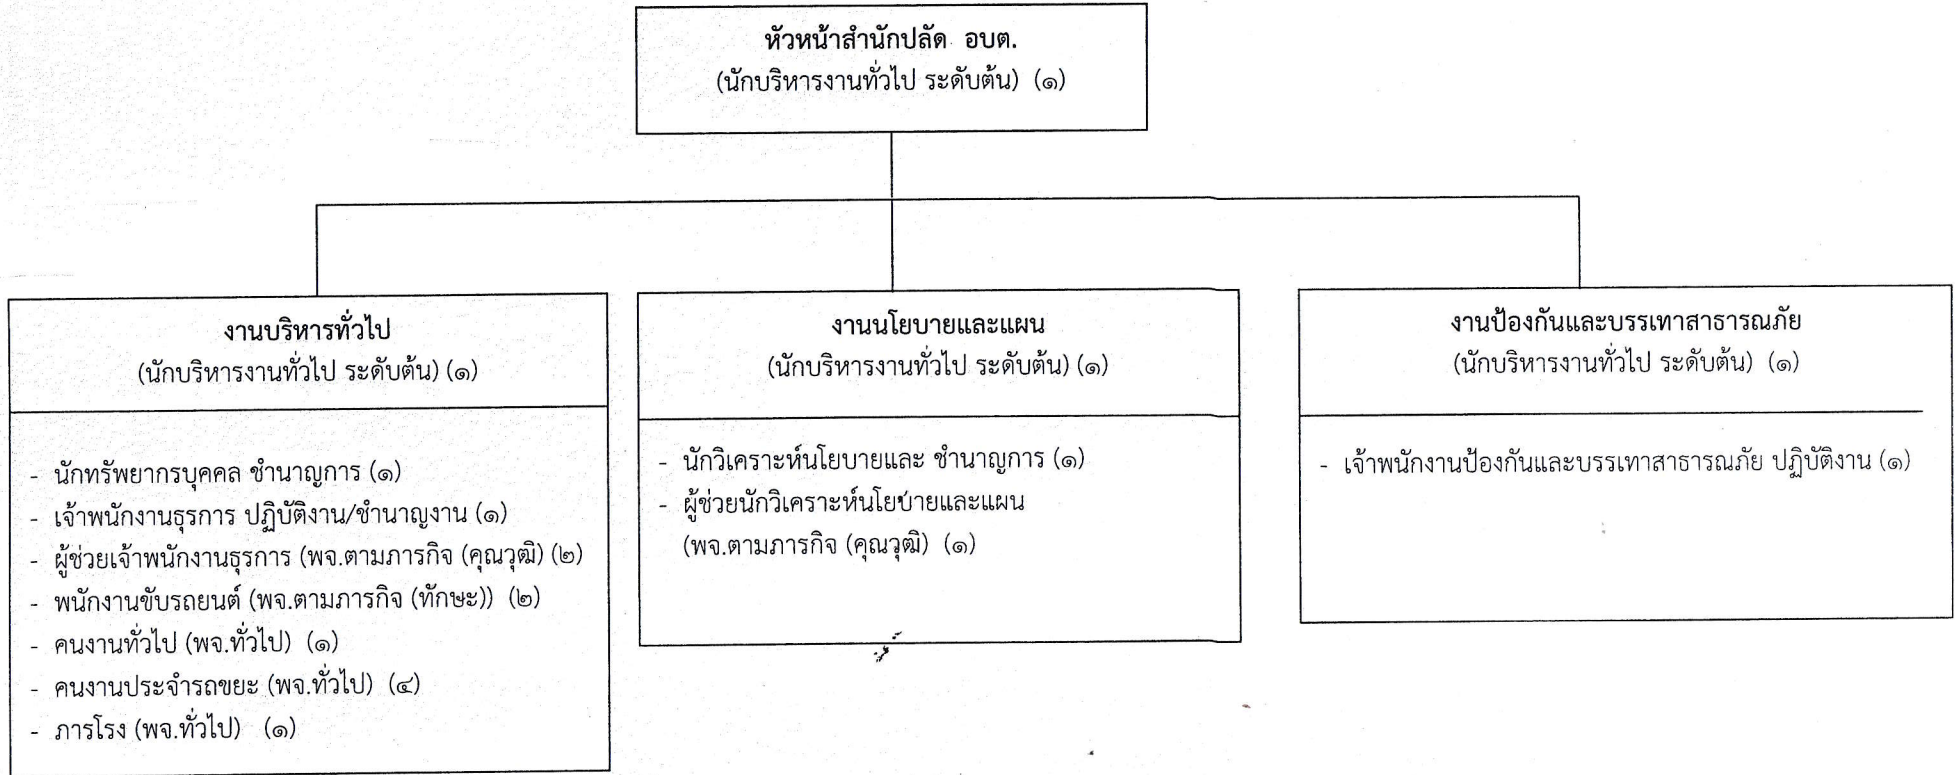 หัวหน้าสำนักปลัด อบต.
(นักบริหารงานทั่วไป ระดับต้น) (๑)
งานบริหารทั่วไป
(นักบริหารงานทั่วไป ระดับต้น) (๑)
- นักทรัพยากรบุคคล ชำนาญการ (๑)
- เจ้าพนักงานธุรการ ปฏิบัติงาน/ชำนาญงาน (๑)
- ผู้ช่วยเจ้าพนักงานธุรการ (พจ.ตามภารกิจ (คุณวุฒิ) (๒)
- พนักงานขับรถยนต์ (พจ.ตามภารกิจ (ทักษะ)) (๒)
- คนงานทั่วไป (พจ.ทั่วไป) (๑)
- คนงานประจำรถขยะ (พจ.ทั่วไป) (๔)
- ภารโรง (พจ.ทั่วไป) (๑)
งานนโยบายและแผน
(นักบริหารงานทั่วไป ระดับต้น) (๑)
- นักวิเคราะห์นโยบายและ ชำนาญการ (๑)
- ผู้ช่วยนักวิเคราะห์นโยบายและแผน
(พจ.ตามภารกิจ (คุณวุฒิ) (๑)
งานป้องกันและบรรเทาสาธารณภัย
(นักบริหารงานทั่วไป ระดับต้น) (๑)
- เจ้าพนักงานป้องกันและบรรเทาสาธารณภัย ปฏิบัติงาน (๑)